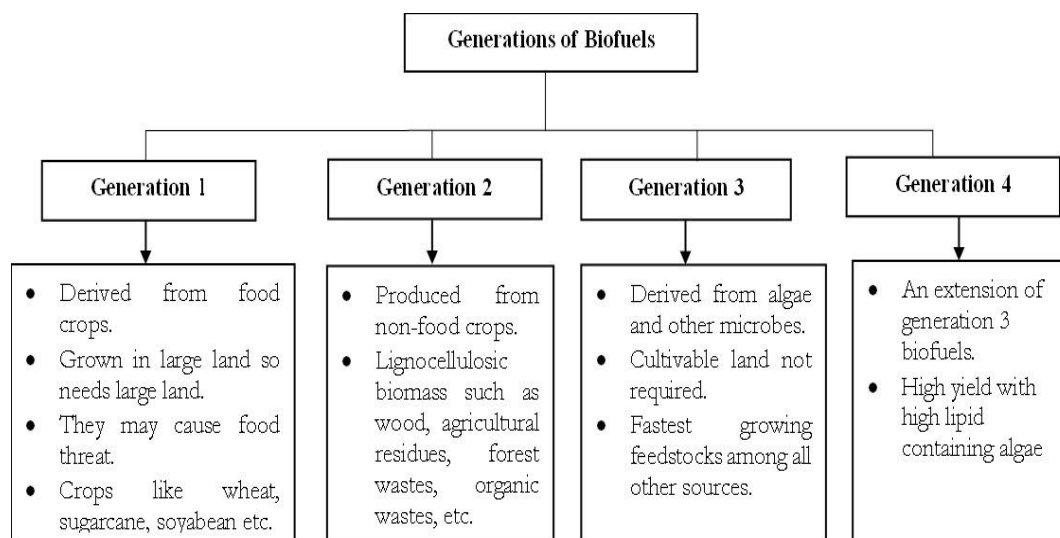 Generations of Biofuels
Generation 1
Generation 2
Generation 3
Generation 4
• Derived from food
crops.
• Grown in large land so
needs large land.
• They may cause food
threat.
• Crops like wheat,
sugarcane, soyabean etc.
• Produced from
non-food crops.
• Lignocellulosic
biomass such as
wood, agricultural
residues, forest
wastes, organic
wastes, etc.
• Derived from algae
and other microbes.
• Cultivable land not
required.
• Fastest growing
feedstocks among all
other sources.
• An extension of
generation 3
biofuels.
• High yield with
high lipid
containing algae